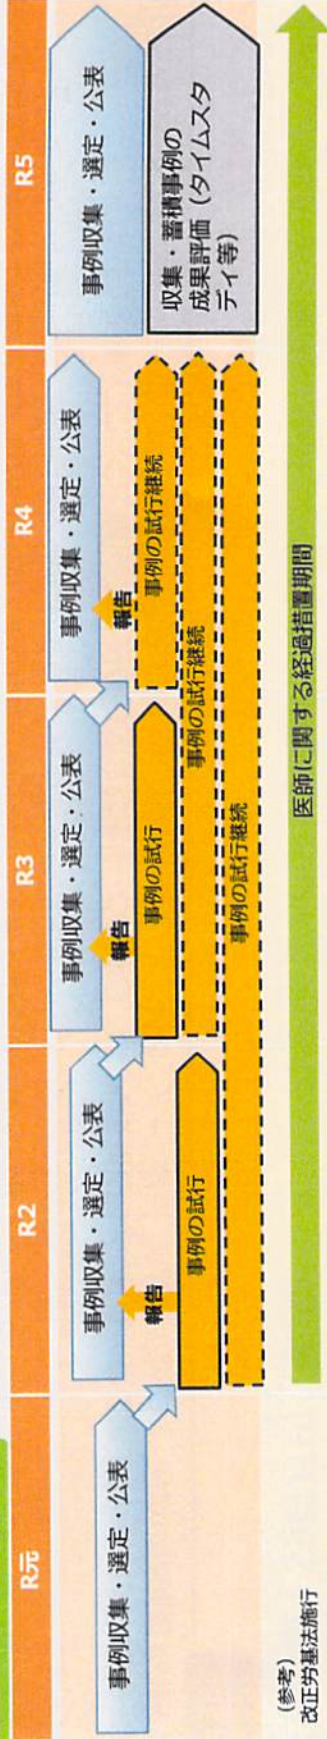 R元
R2
R3
R4
R5
事例収集・選定・公表
事例収集・選定・公表
事例収集・選定・公表
事例収集・選定・公表
事例収集・選定・公表
報告
報告
報告
事例の試行
事例の試行
事例の試行継続
事例の試行継続
事例の試行継続
収集・蓄積事例の
成果評価（タイムスタ
ディ等）
(参考)
改正労基法施行
医師に関する経過措置期間